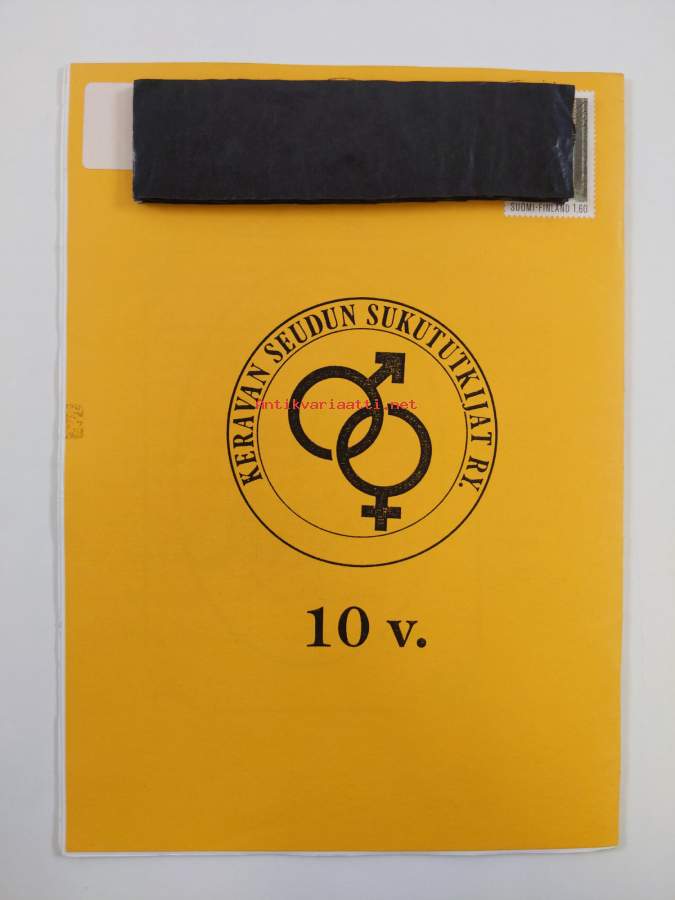 SUOMI-FINLAND 1,60
KERAVAN SEUDUN SUKUTUTKIJAT RY.
Antikvariaatti.net
10 v.